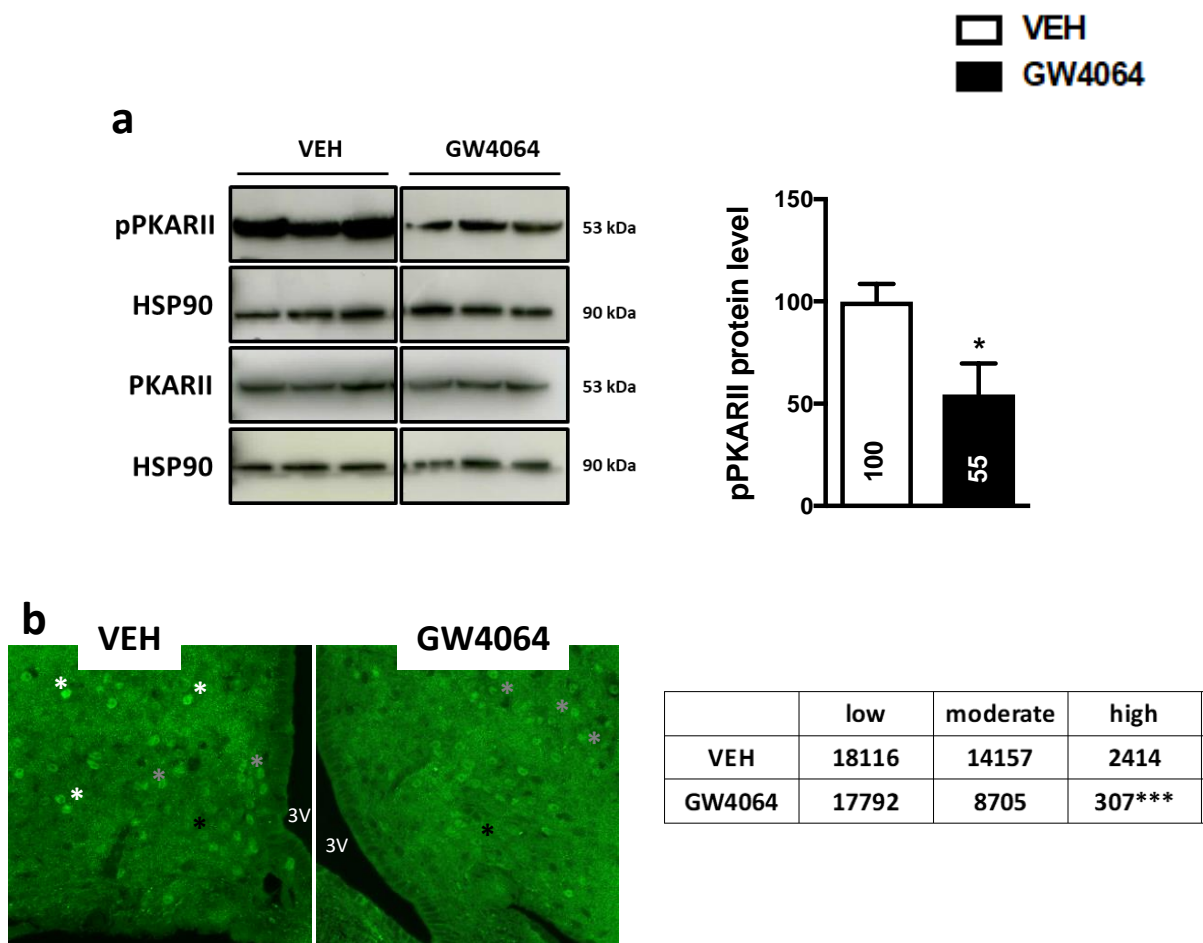 VEH
GW4064
a
VEH GW4064
pPKARII 53 kDa
HSP90 90 kDa
PKARII 53 kDa
HSP90 90 kDa
pPKARII protein level
150
100
50
0
*
100
55
b
VEH GW4064
* * * * * *
* * * * *
3V 3V
low moderate high
VEH 18116 14157 2414
GW4064 17792 8705 307***